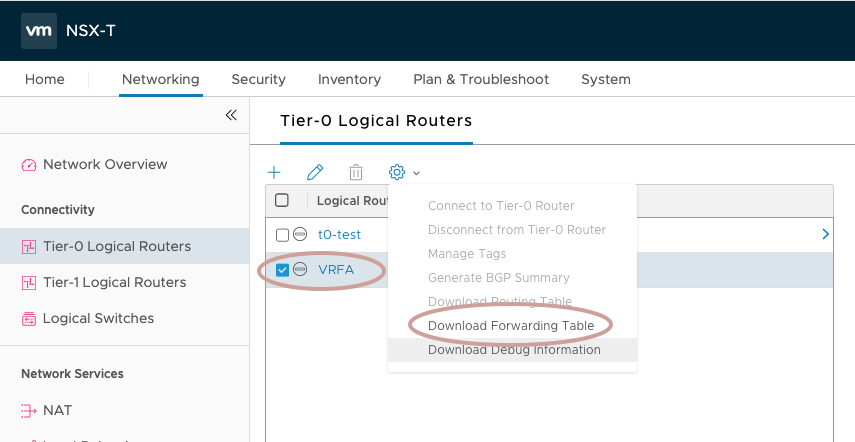 vm NSX-T
Home Networking Security Inventory Plan & Troubleshoot System
Tier-0 Logical Routers
Network Overview
Connectivity
Tier-0 Logical Routers
Tier-1 Logical Routers
Logical Switches
Network Services
NAT
Logical Rou
t0-test
VRFA
Connect to Tier-0 Router
Disconnect from Tier-0 Router
Manage Tags
Generate BGP Summary
Download Routing Table
Download Forwarding Table
Download Debug Information